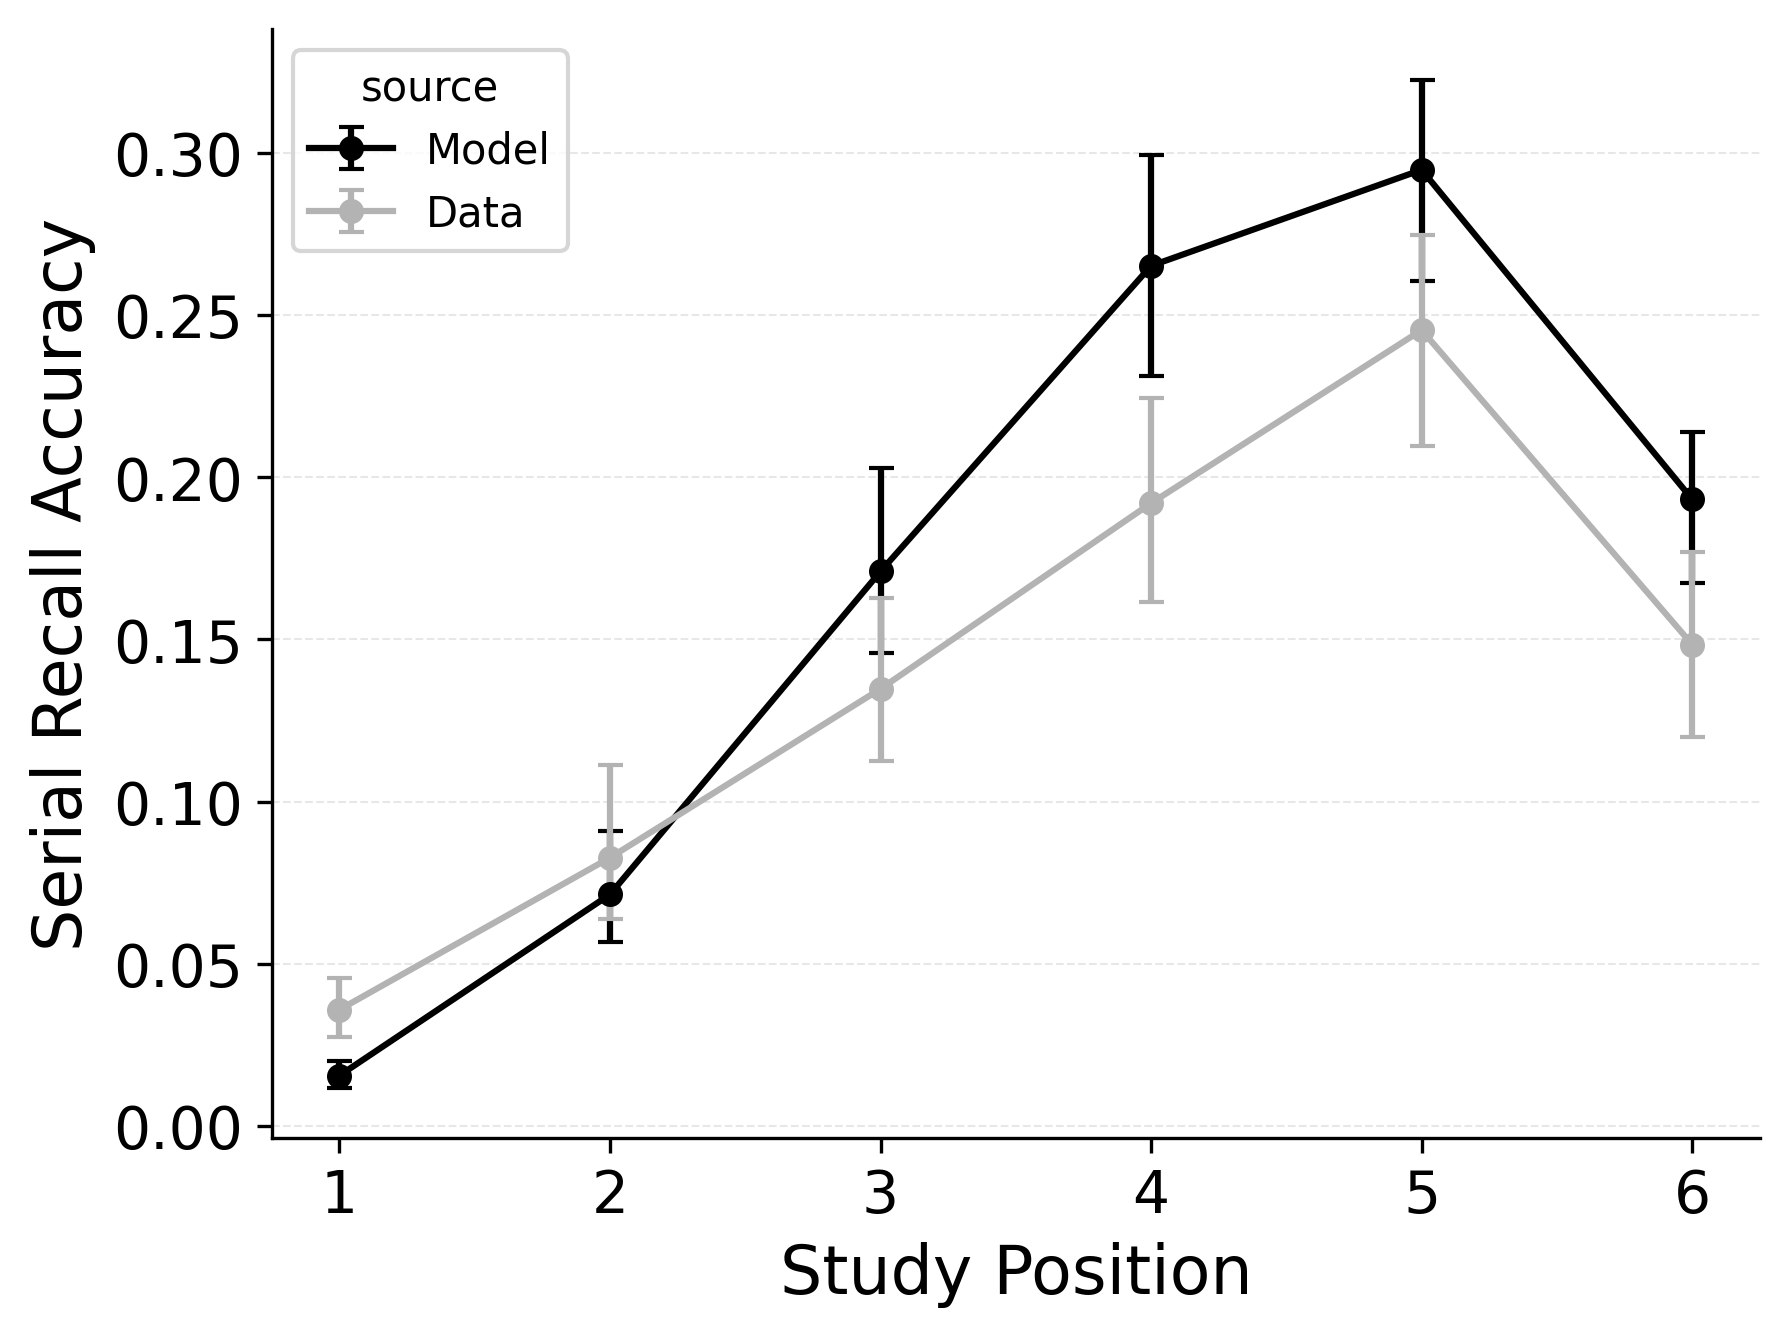 source
Model
Data
Serial Recall Accuracy
0.30
0.25
0.20
0.15
0.10
0.05
0.00
1 2 3 4 5 6
Study Position